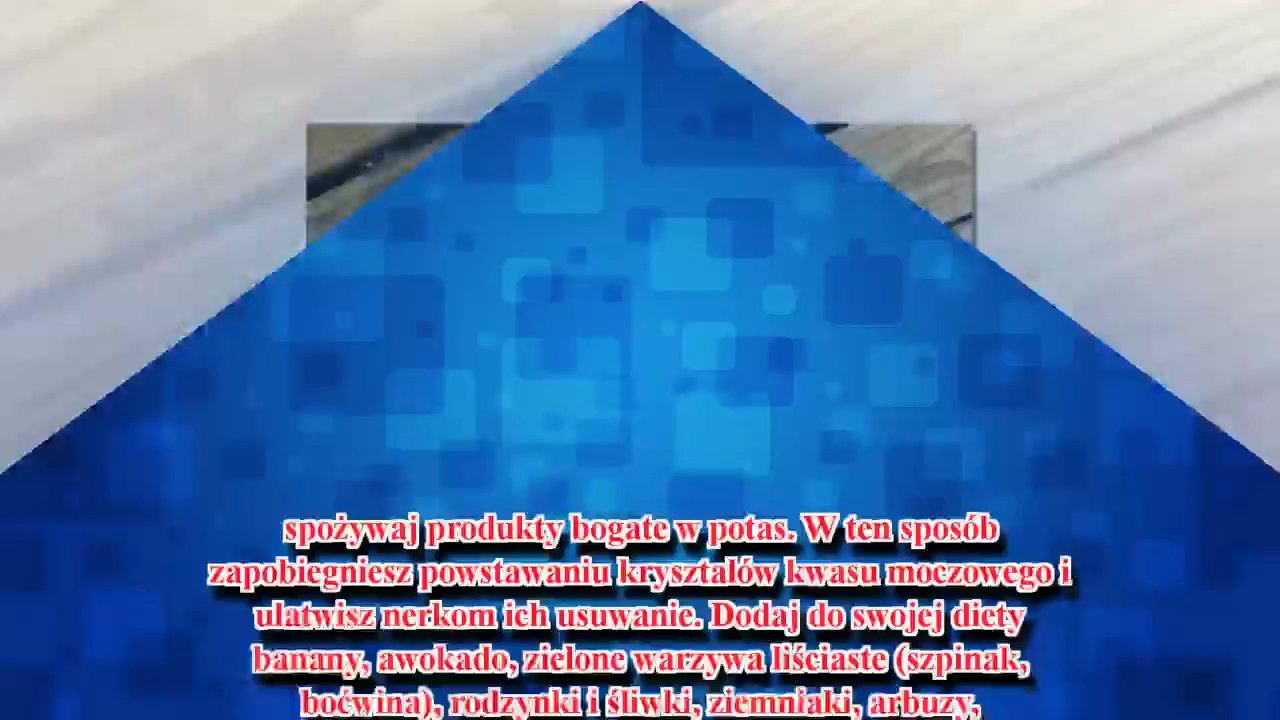 spożywaj produkty bogate w potas. W ten sposób
zapobiegniesz powstawaniu kryształów kwasu moczowego i
ułatwisz nerkom ich usuwanie. Dodaj do swojej diety
banany, awokado, zielone warzywa liściaste (szpinak,
boćwina), rodzynki i śliwki, ziemniaki, arbuzy,